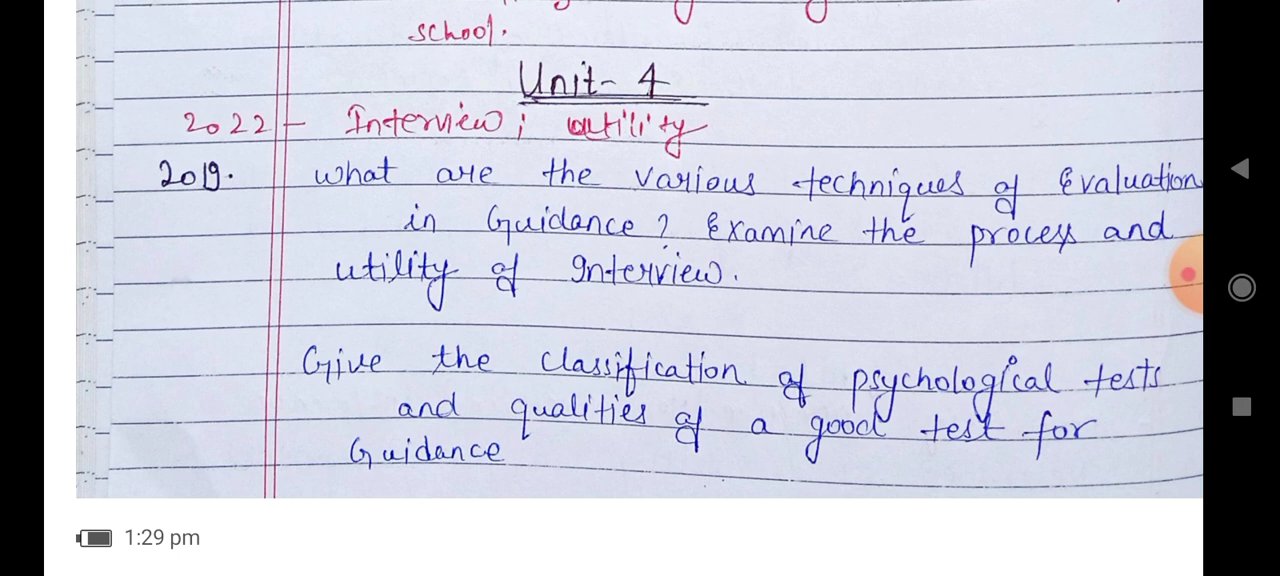 school.
Unit- 4
2022 - Interview; utility
2019. what are the various techniques of Evaluation
in Guidance? Examine the process and
utility of Interview.
Give the classification of psychological tests
and qualities of a good test for
Guidance
1:29 pm